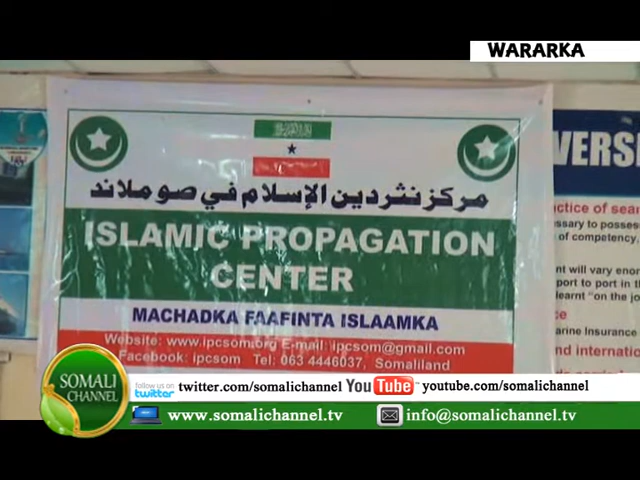 WARARKA
مركز نشر دين الإسلام في صوملاند
ISLAMIC PROPAGATION
CENTER
MACHADKA FAAFINTA ISLAAMKA
Website: www.ipcsom.org E-mail: ipcsom@gmail.com
Facebook: ipcsom Tel: 063 4446037, Somaliland
VERSI
ctice of sear
ssary to possess
of competency.
nt will vary enor
port to port in th
learnt "on the jo
arine Insurance
nd internatio
SOMALI
CHANNEL
follow us on
twitter
twitter.com/somalichannel
You Tube
youtube.com/somalichannel
www.somalichannel.tv
info@somalichannel.tv